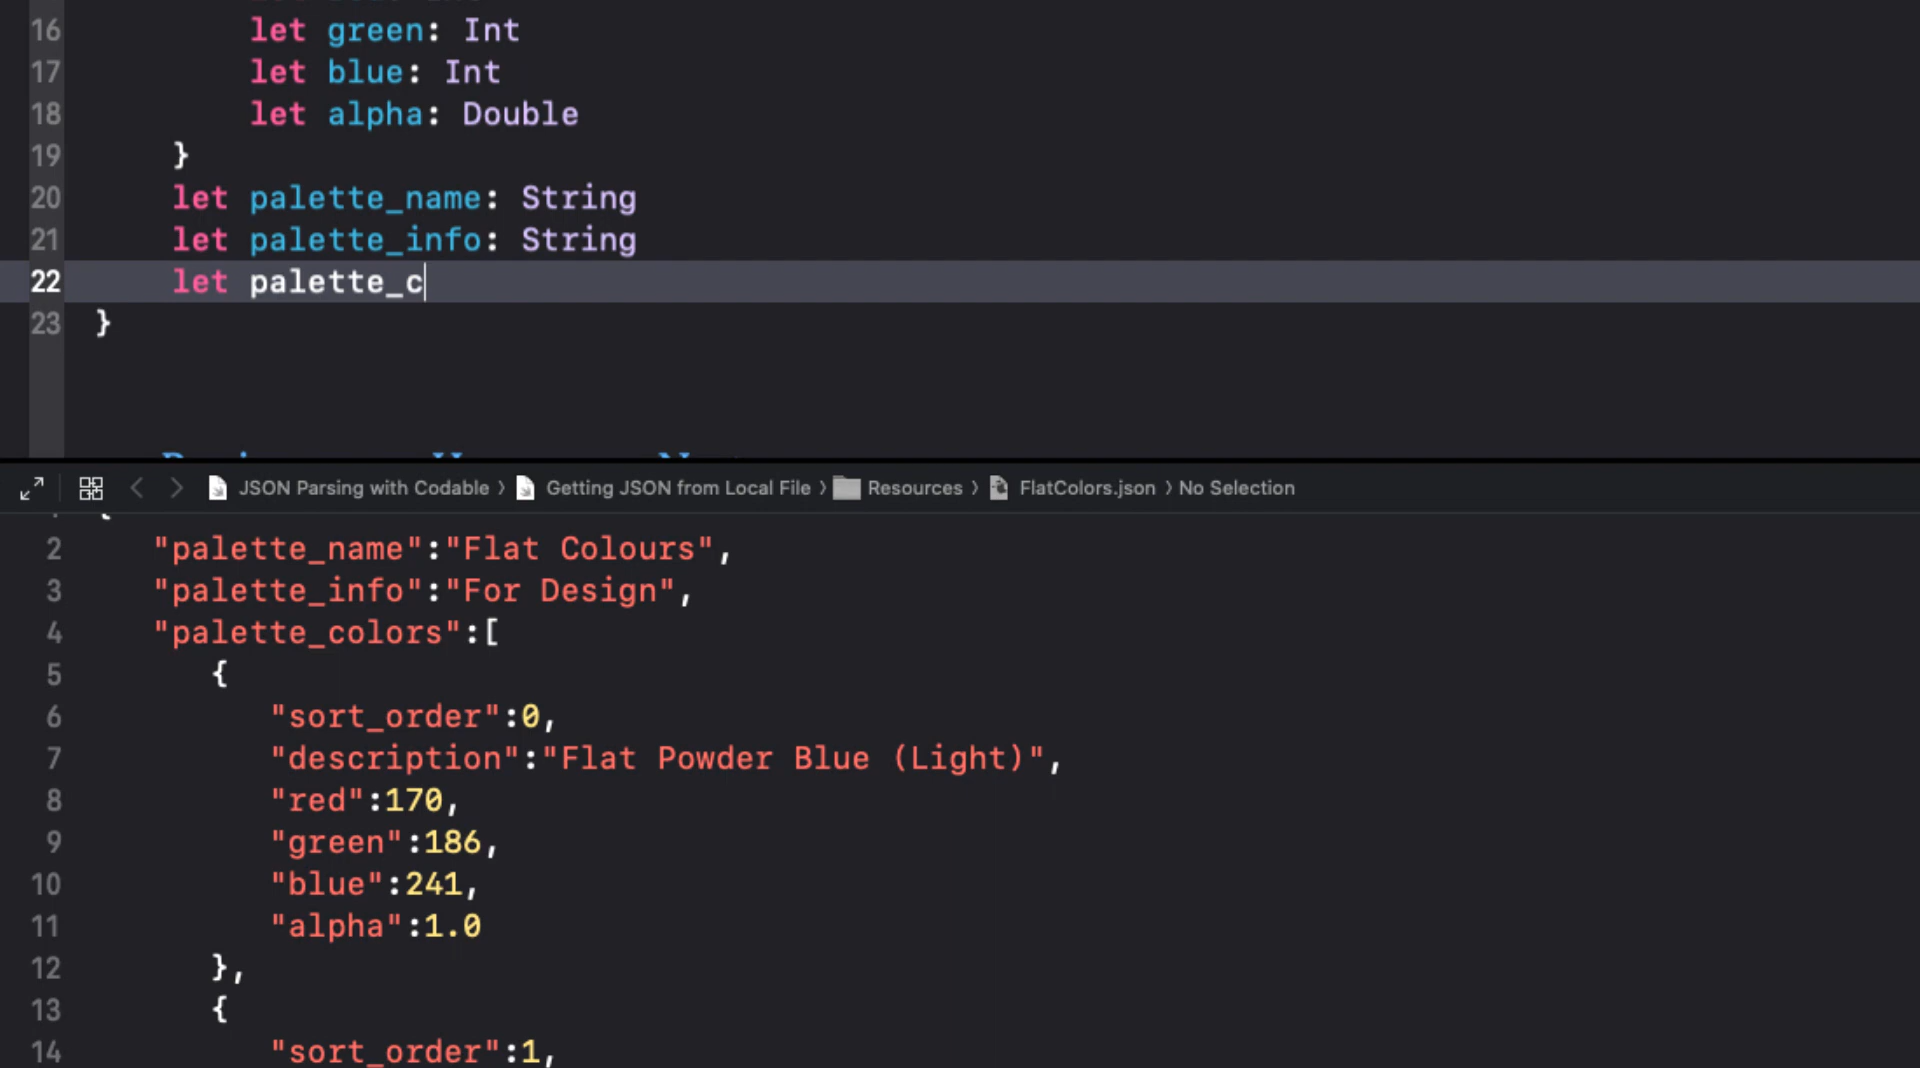 16 let green: Int
17 let blue: Int
18 let alpha: Double
19 }
20 let palette_name: String
21 let palette_info: String
22 let palette_c
23 }
JSON Parsing with Codable 〉 Getting JSON from Local File 〉 Resources 〉 FlatColors.json 〉 No Selection
2 "palette_name":"Flat Colours",
3 "palette_info":"For Design",
4 "palette_colors":[
5 {
6 "sort_order":0,
7 "description":"Flat Powder Blue (Light)",
8 "red":170,
9 "green":186,
10 "blue":241,
11 "alpha":1.0
12 },
13 {
14 "sort_order":1,